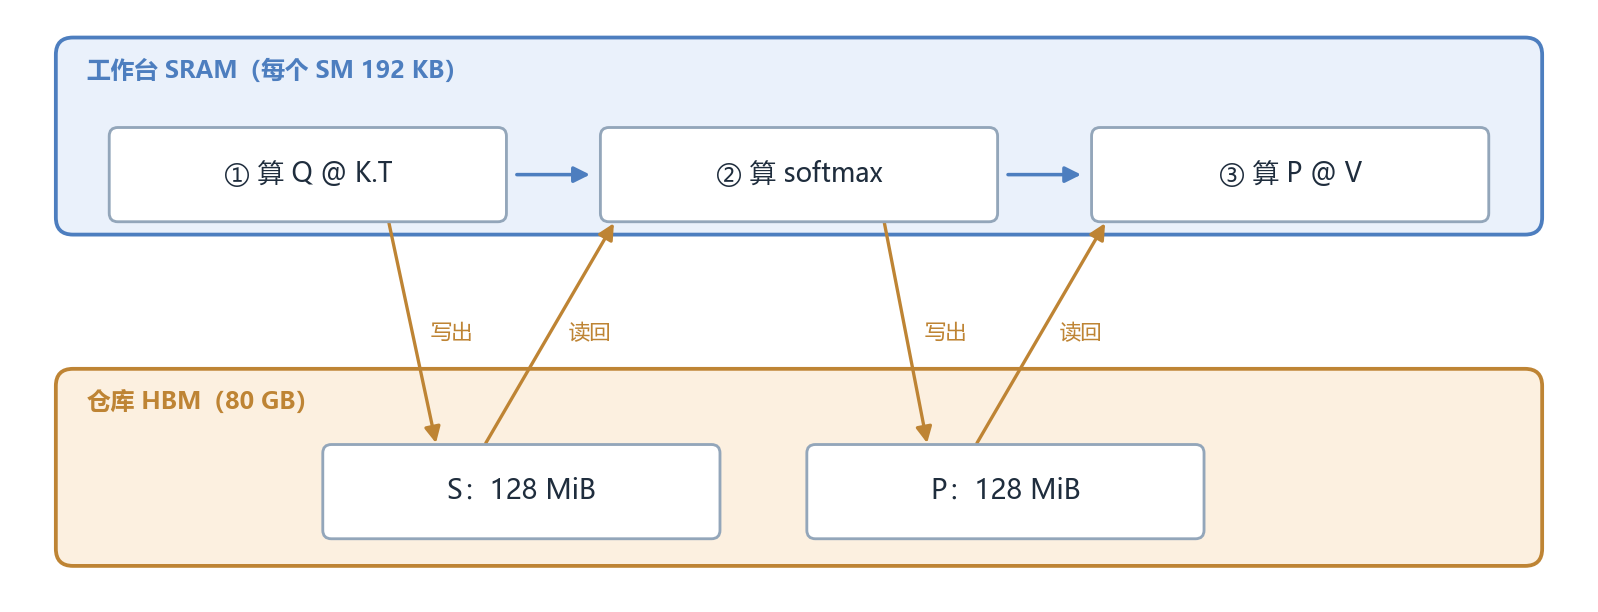 工作台 SRAM（每个 SM 192 KB）
① 算 Q @ K.T
② 算 softmax
③ 算 P @ V
写出
读回
写出
读回
仓库 HBM（80 GB）
S：128 MiB
P：128 MiB